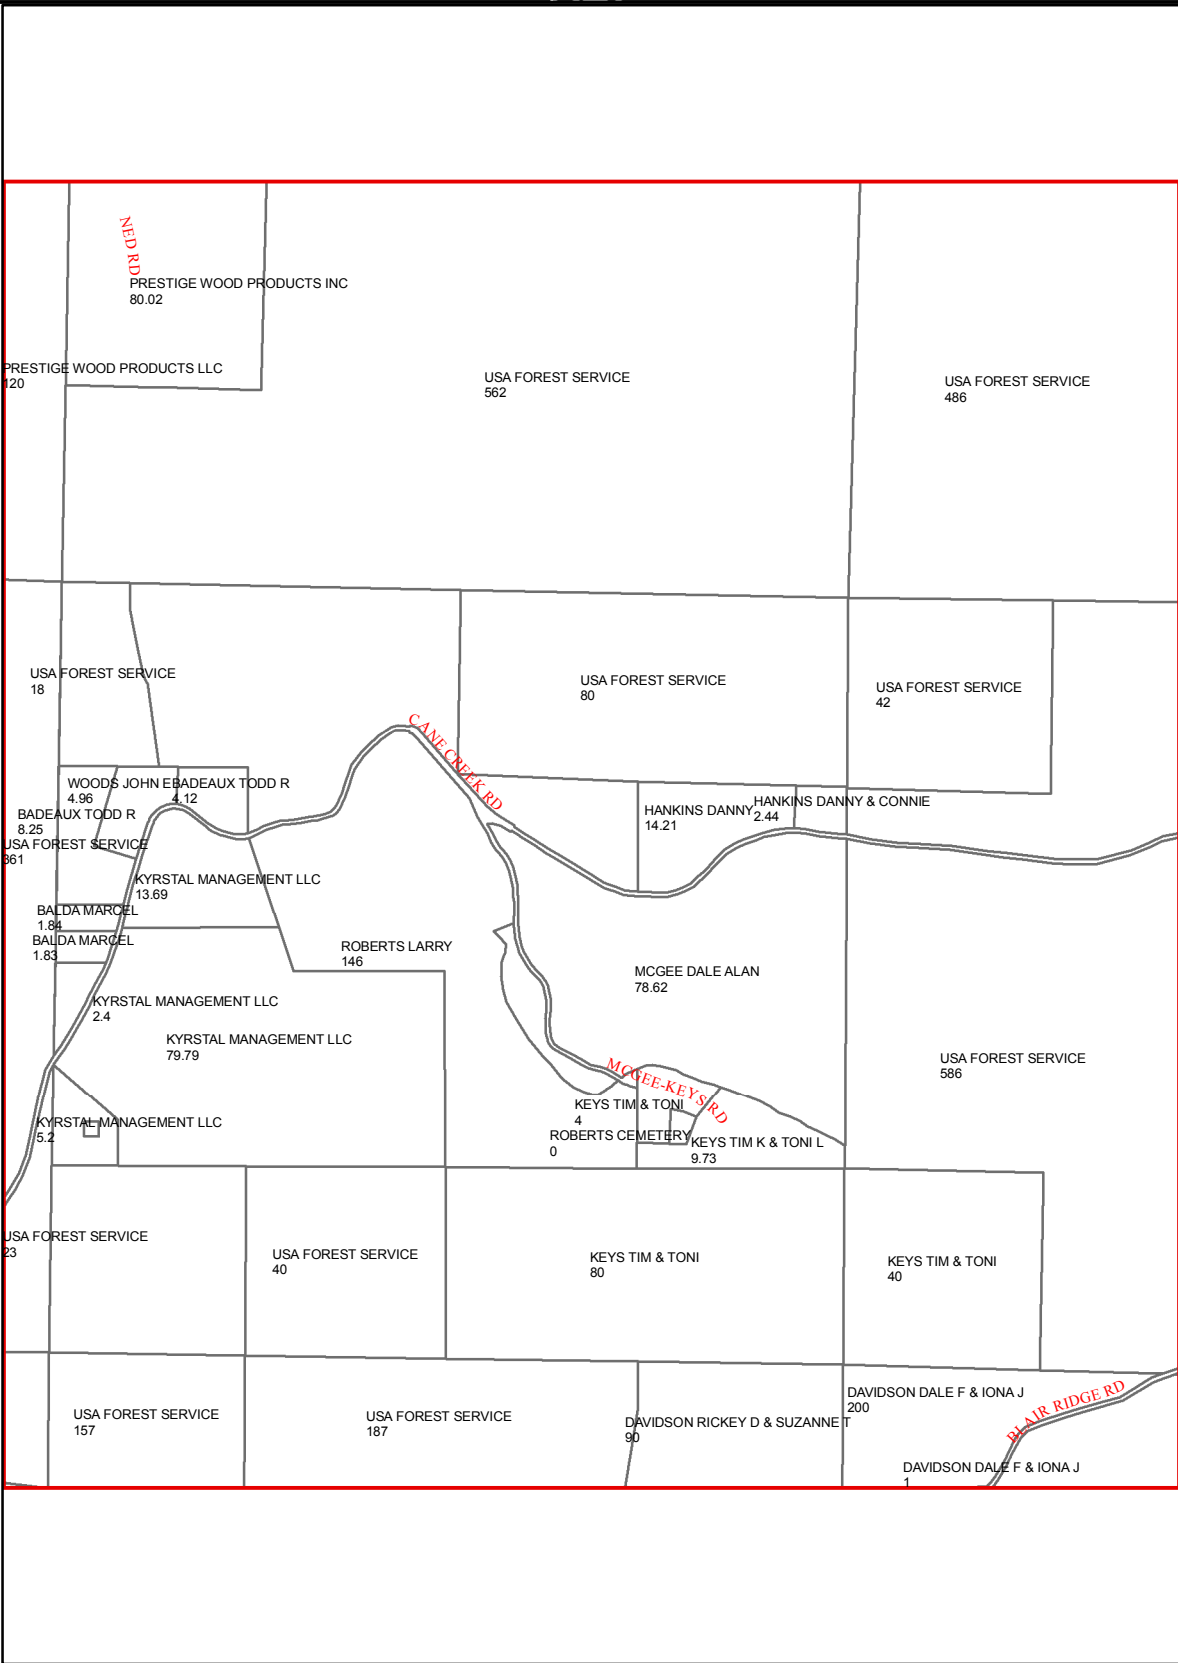 NED RD
PRESTIGE WOOD PRODUCTS INC
80.02
PRESTIGE WOOD PRODUCTS LLC
120
USA FOREST SERVICE
562
USA FOREST SERVICE
486
USA FOREST SERVICE
18
USA FOREST SERVICE
80
USA FOREST SERVICE
42
CANE CREEK RD
WOODS JOHN E
4.96
BADEAUX TODD R
4.12
HANKINS DANNY
14.21
HANKINS DANNY & CONNIE
2.44
BADEAUX TODD R
8.25
USA FOREST SERVICE
361
KYRSTAL MANAGEMENT LLC
13.69
BALDA MARCEL
1.84
BALDA MARCEL
1.83
ROBERTS LARRY
146
MCGEE DALE ALAN
78.62
KYRSTAL MANAGEMENT LLC
2.4
KYRSTAL MANAGEMENT LLC
79.79
USA FOREST SERVICE
586
MCGEE-KEYS RD
KEYS TIM & TONI
4
KYRSTAL MANAGEMENT LLC
5.2
ROBERTS CEMETERY
0
KEYS TIM K & TONI L
9.73
USA FOREST SERVICE
23
USA FOREST SERVICE
40
KEYS TIM & TONI
80
KEYS TIM & TONI
40
USA FOREST SERVICE
157
USA FOREST SERVICE
187
DAVIDSON RICKEY D & SUZANNE T
90
DAVIDSON DALE F & IONA J
200
BLAIR RIDGE RD
DAVIDSON DALE F & IONA J
1